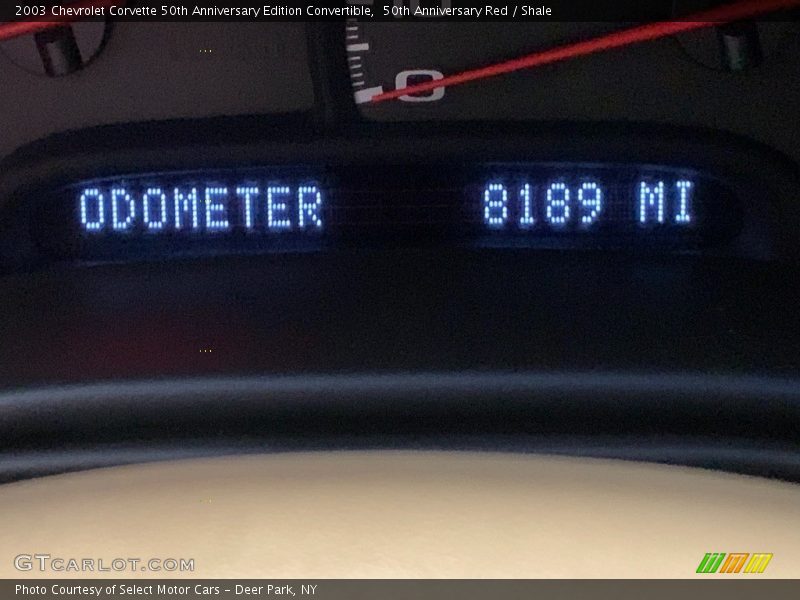 2003 Chevrolet Corvette 50th Anniversary Edition Convertible,  50th Anniversary Red / Shale
0
ODOMETER 8189 MI
GTCARLOT.COM
Photo Courtesy of Select Motor Cars - Deer Park, NY